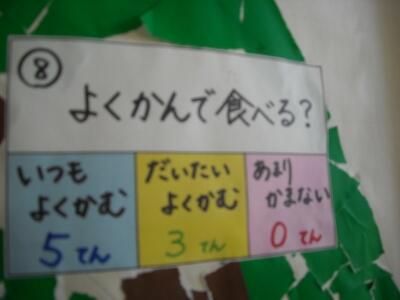 ⑧
よくかんで食べる?
いつも
よくかむ
5てん
だいたい
よくかむ
3てん
あまり
かまない
0てん